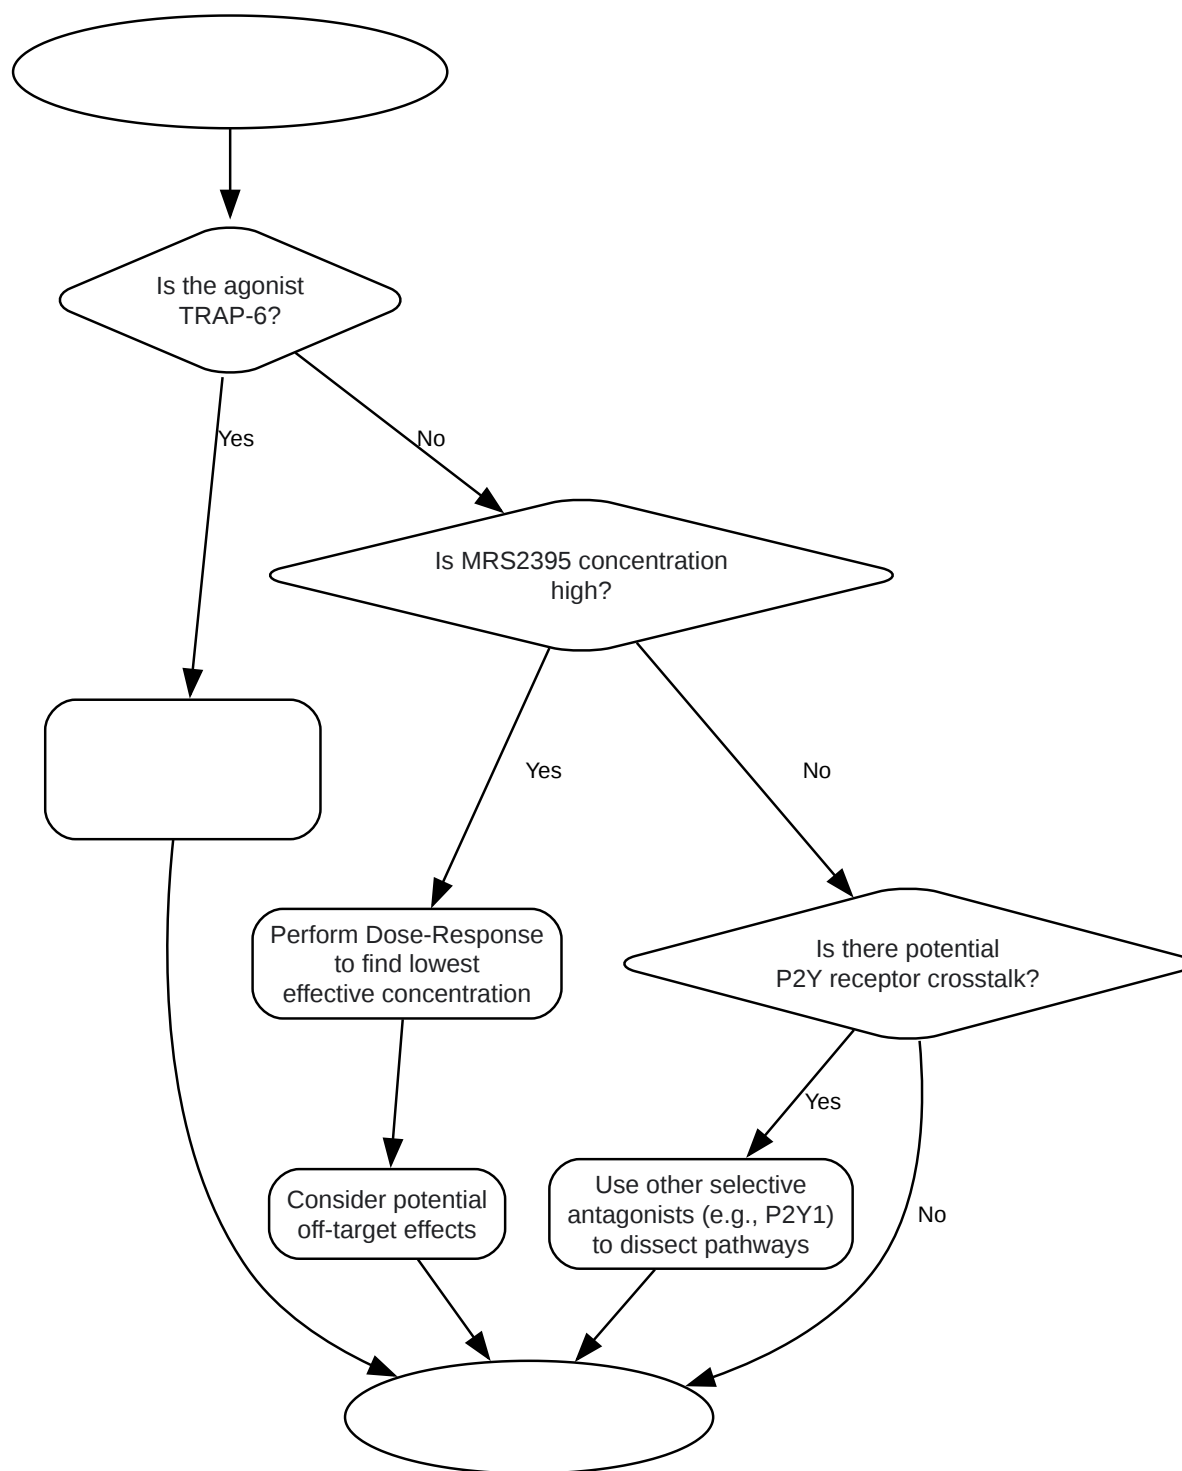 Is the agonist
TRAP-6?
Yes
No
Is MRS2395 concentration
high?
Yes
No
Perform Dose-Response
to find lowest
effective concentration
Is there potential
P2Y receptor crosstalk?
Yes
Consider potential
off-target effects
Use other selective
antagonists (e.g., P2Y1)
to dissect pathways
No